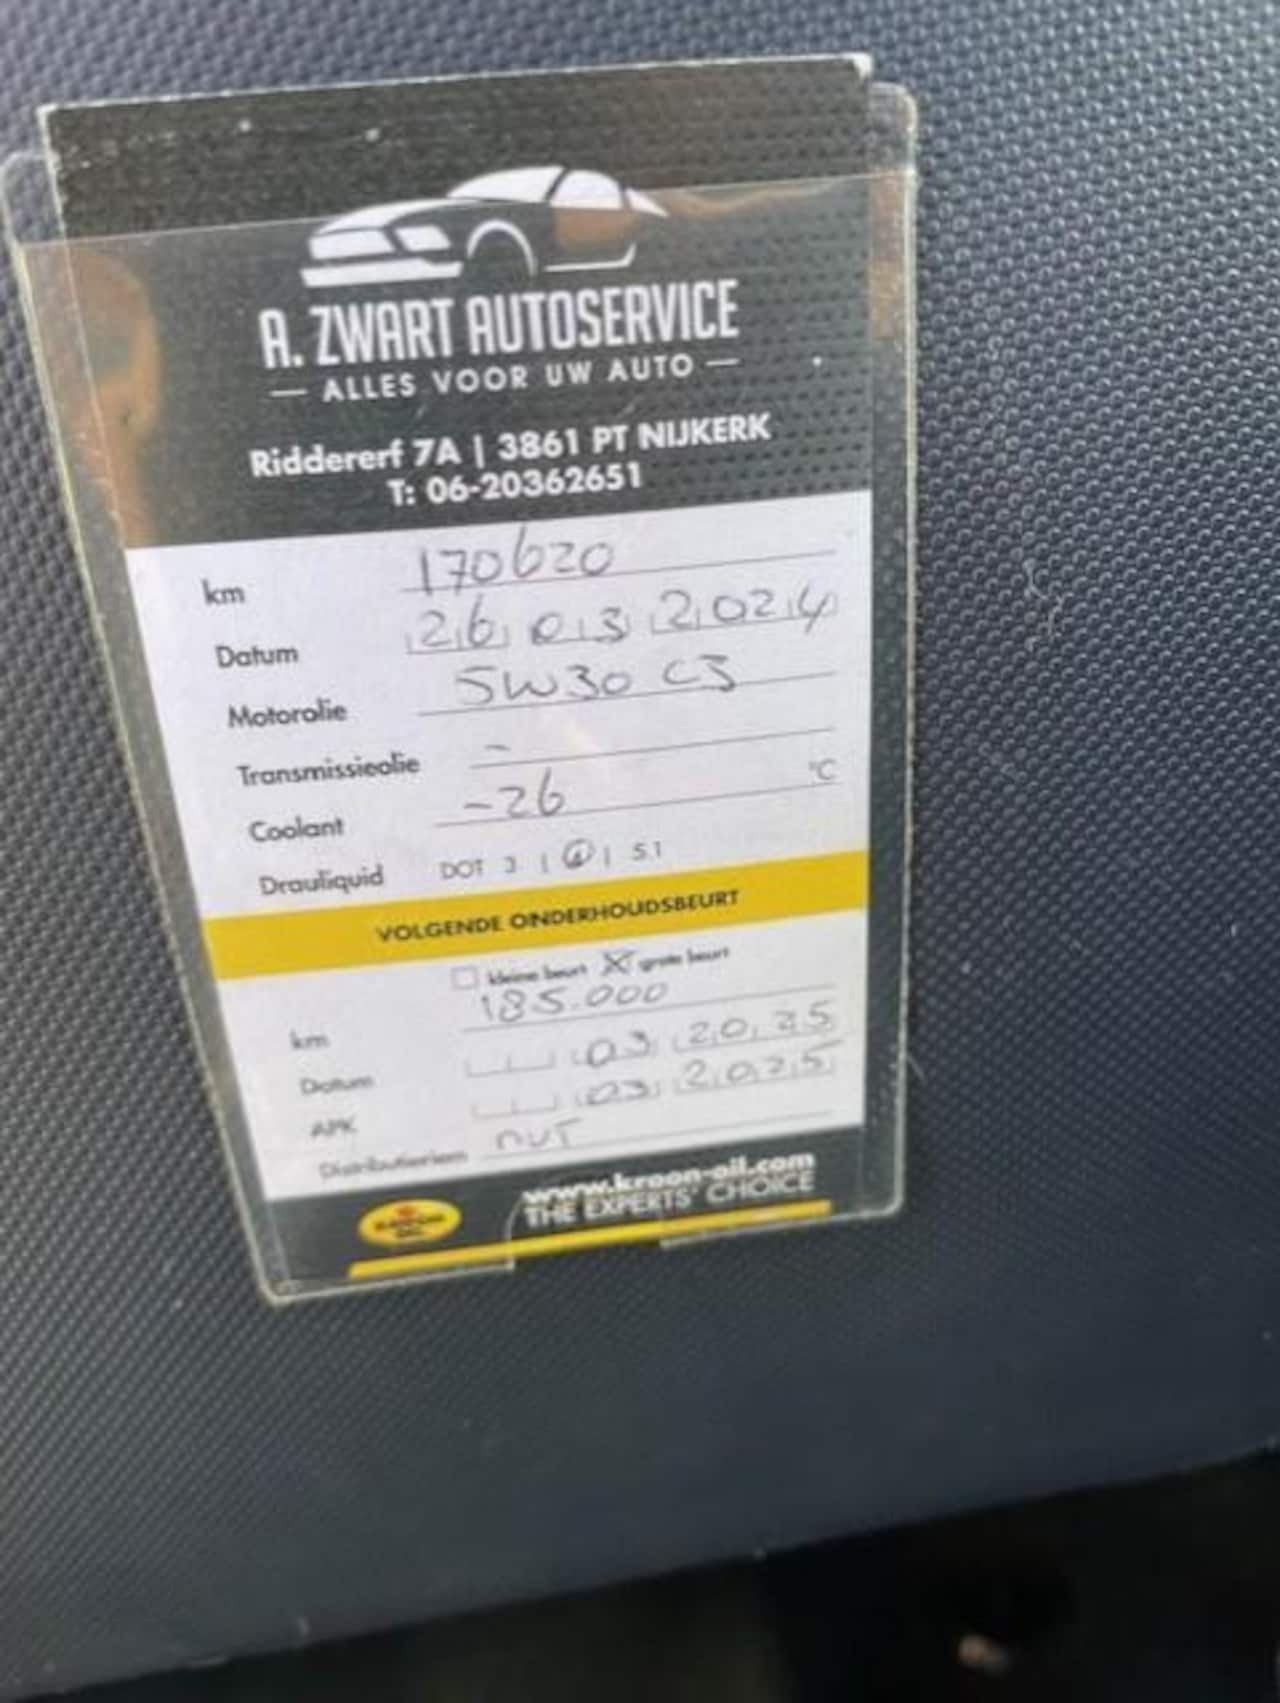 A. ZWART AUTOSERVICE
— ALLES VOOR UW AUTO —
Riddererf 7A | 3861 PT NIJKERK
T: 06-20362651
km 170620
Datum 26 03 2024
Motorolie 5W30 C3
Transmissieolie -
Coolant -26 °C
Drauliquid DOT 3 | 4 | 5.1
VOLGENDE ONDERHOUDSBEURT
kleine beurt grote beurt
km 185.000
Datum 03 2025
APK 03 2025
Distributieriem nvt
www.kroon-oil.com
THE EXPERTS' CHOICE